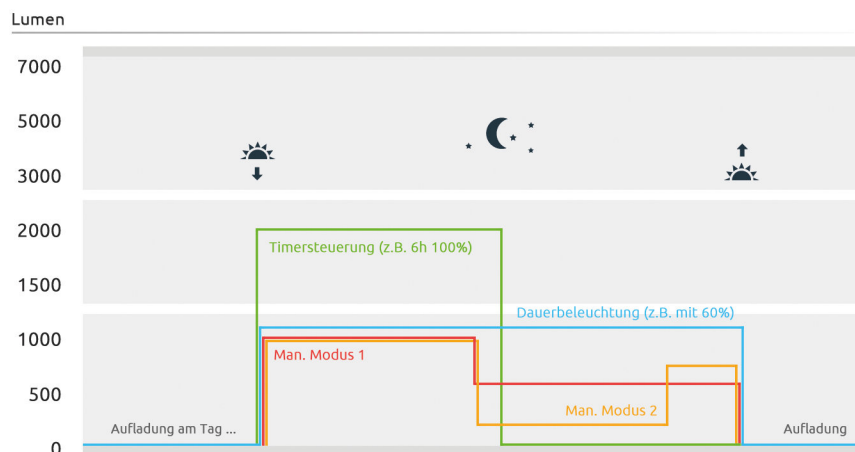 Lumen
7000
5000
3000
2000
Timersteuerung (z.B. 6h 100%)
1500
Dauerbeleuchtung (z.B. mit 60%)
1000
Man. Modus 1
500
Man. Modus 2
Aufladung am Tag ...
Aufladung
0